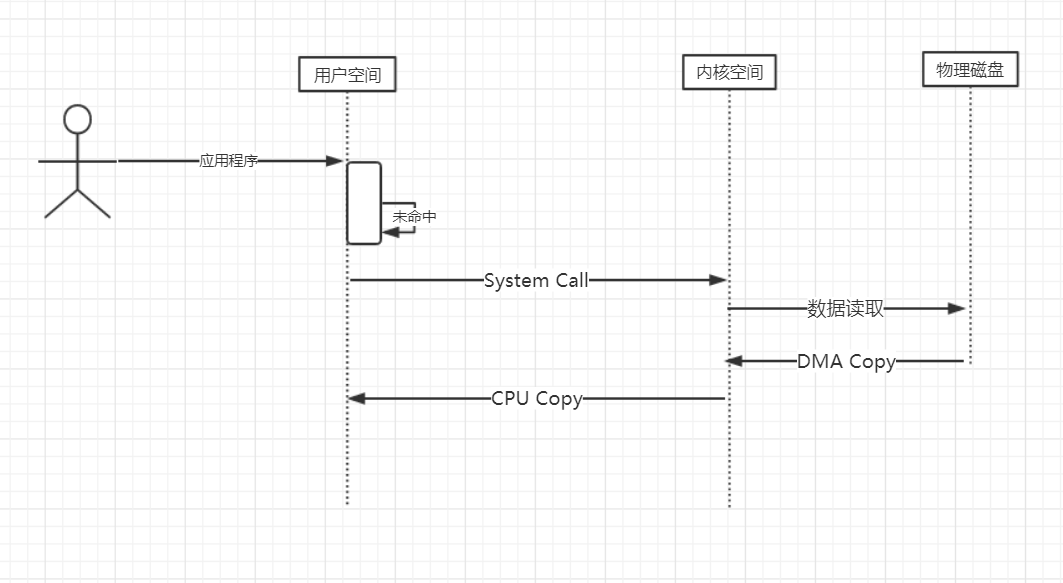 用户空间
内核空间
物理磁盘
应用程序
未命中
System Call
数据读取
DMA Copy
CPU Copy